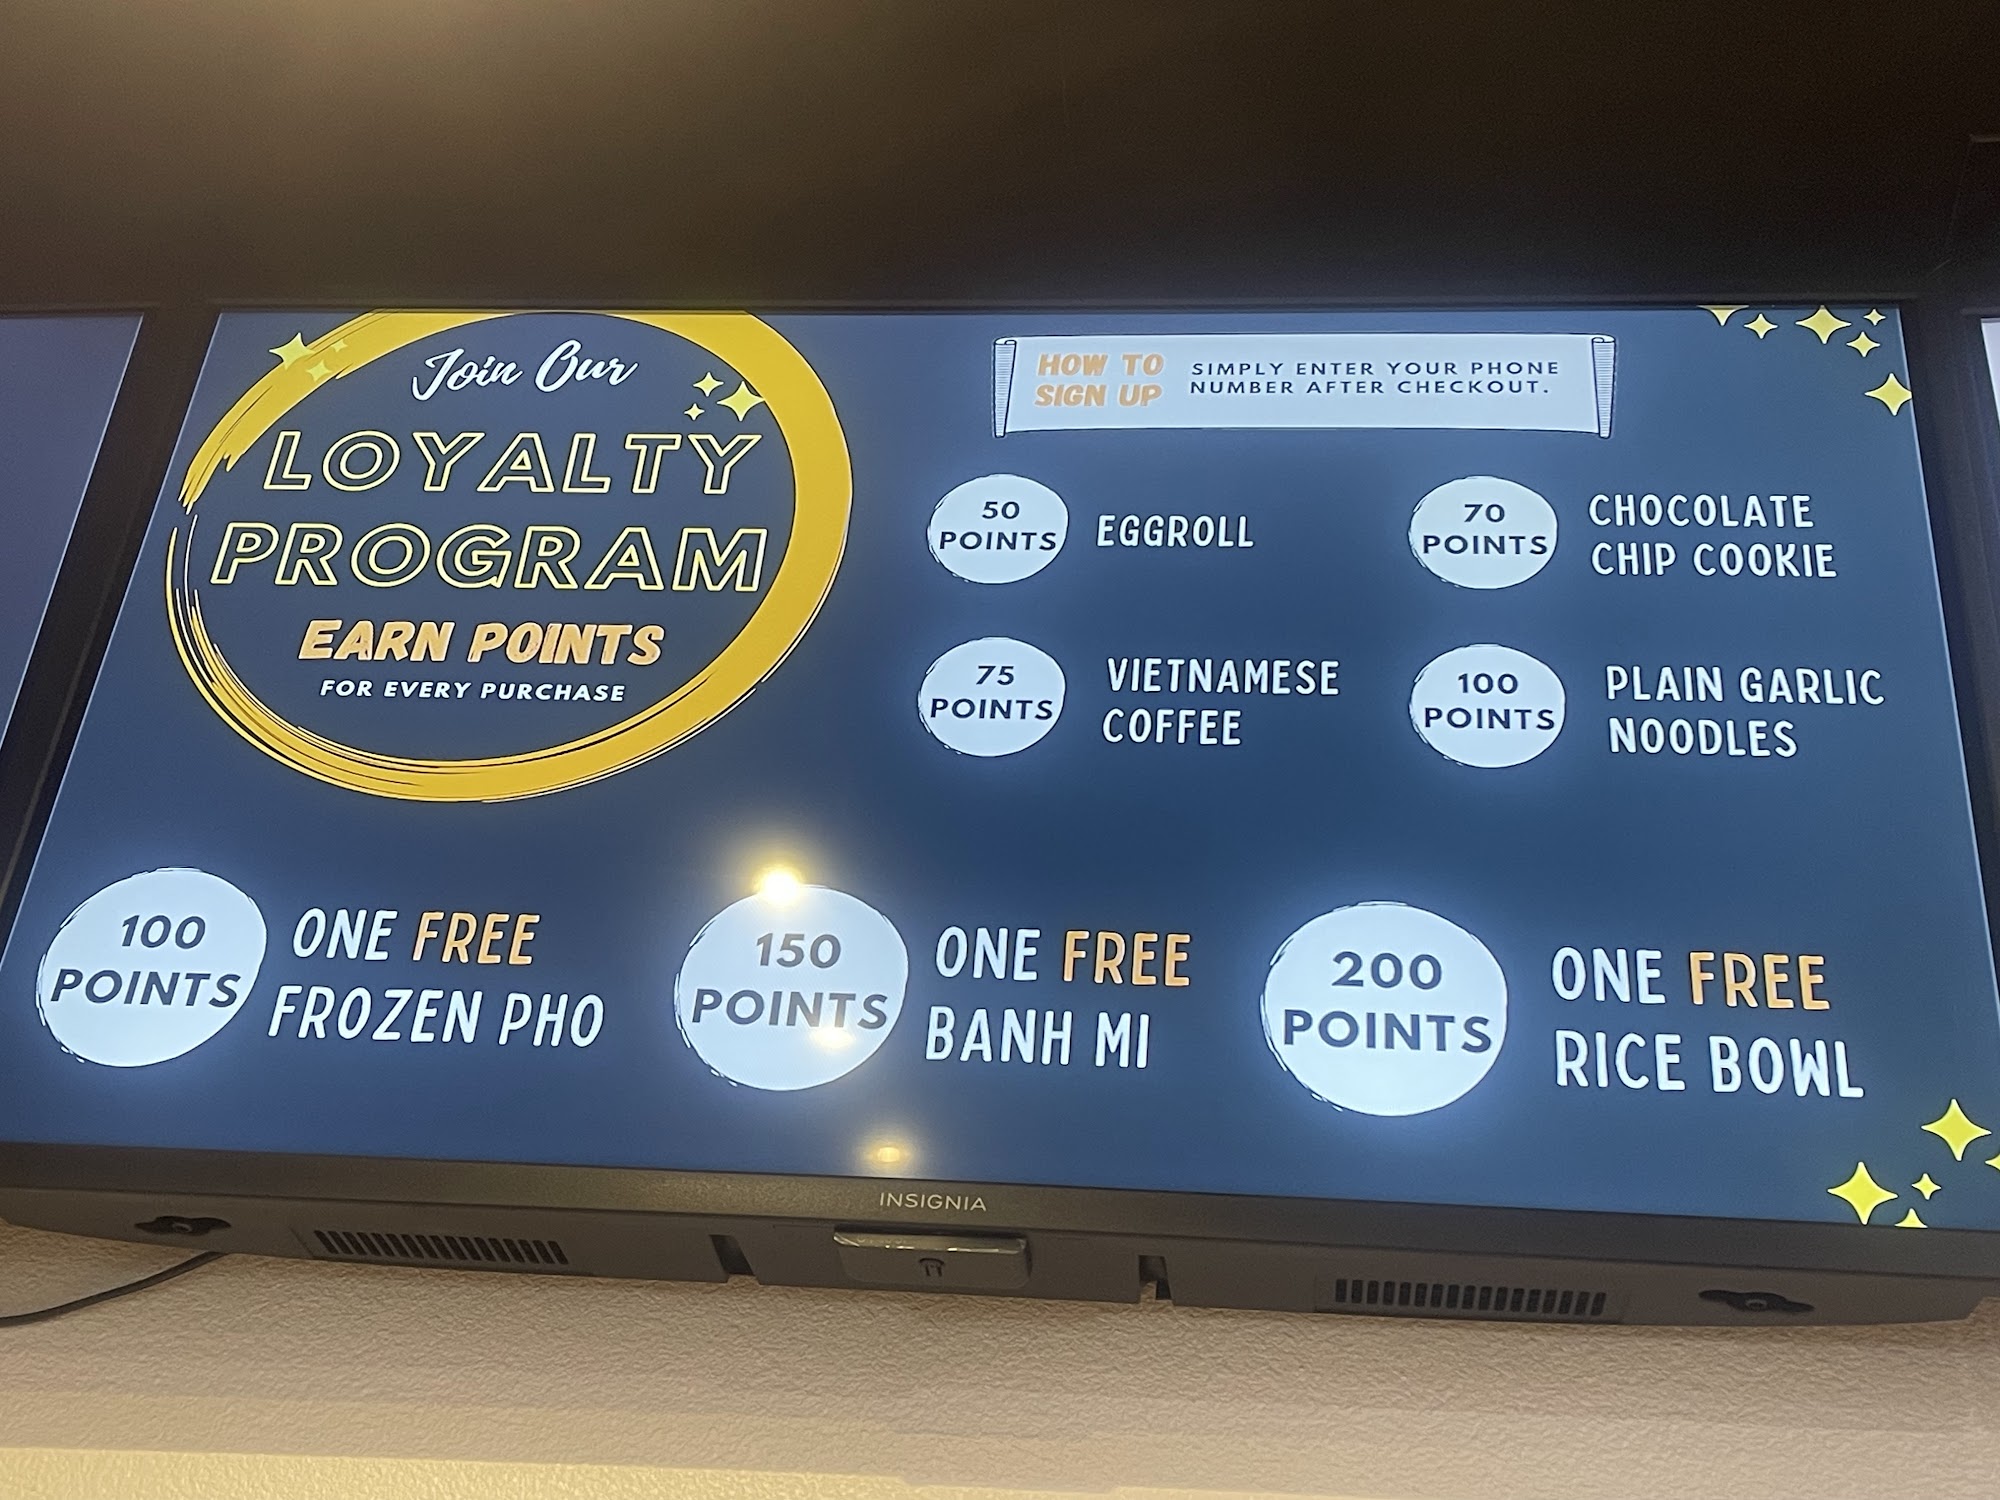 Join Our
LOYALTY
PROGRAM
EARN POINTS
FOR EVERY PURCHASE
HOW TO
SIGN UP
SIMPLY ENTER YOUR PHONE
NUMBER AFTER CHECKOUT.
50
POINTS
EGGROLL
70
POINTS
CHOCOLATE
CHIP COOKIE
75
POINTS
VIETNAMESE
COFFEE
100
POINTS
PLAIN GARLIC
NOODLES
100
POINTS
ONE FREE
FROZEN PHO
150
POINTS
ONE FREE
BANH MI
200
POINTS
ONE FREE
RICE BOWL
INSIGNIA